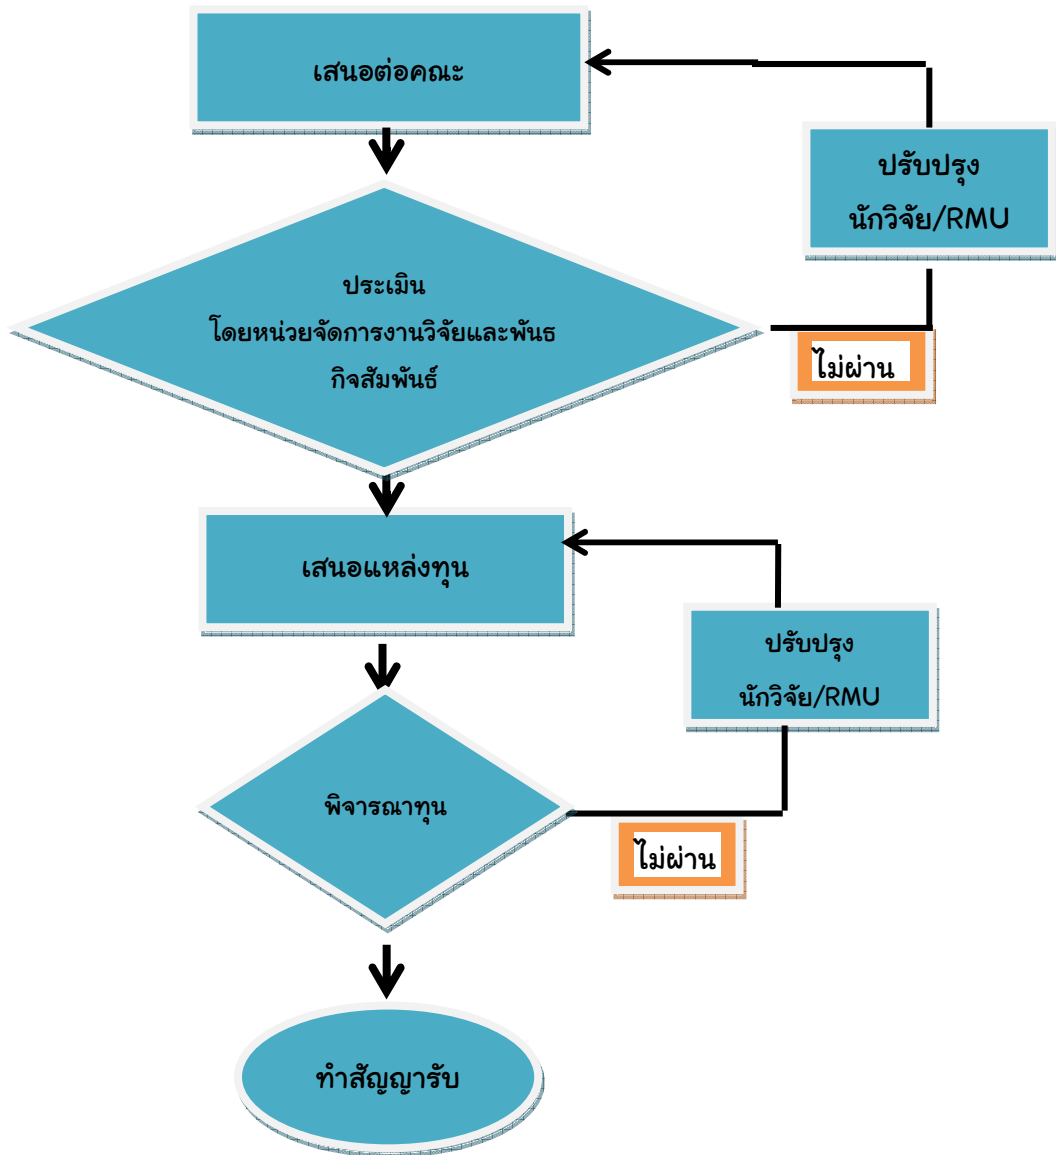 เสนอต่อคณะ
ปรับปรุง
นักวิจัย/RMU
ประเมิน
โดยหน่วยจัดการงานวิจัยและพันธ
กิจสัมพันธ์
ไม่ผ่าน
เสนอแหล่งทุน
ปรับปรุง
นักวิจัย/RMU
พิจารณาทุน
ไม่ผ่าน
ทำสัญญารับ